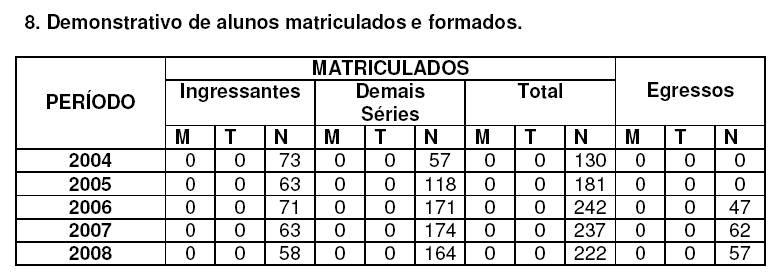 8. Demonstrativo de alunos matriculados e formados.
PERÍODO MATRICULADOS Egressos
Ingressantes Demais Séries Total
M T N M T N M T N M T N
2004 0 0 73 0 0 57 0 0 130 0 0 0
2005 0 0 63 0 0 118 0 0 181 0 0 0
2006 0 0 71 0 0 171 0 0 242 0 0 47
2007 0 0 63 0 0 174 0 0 237 0 0 62
2008 0 0 58 0 0 164 0 0 222 0 0 57